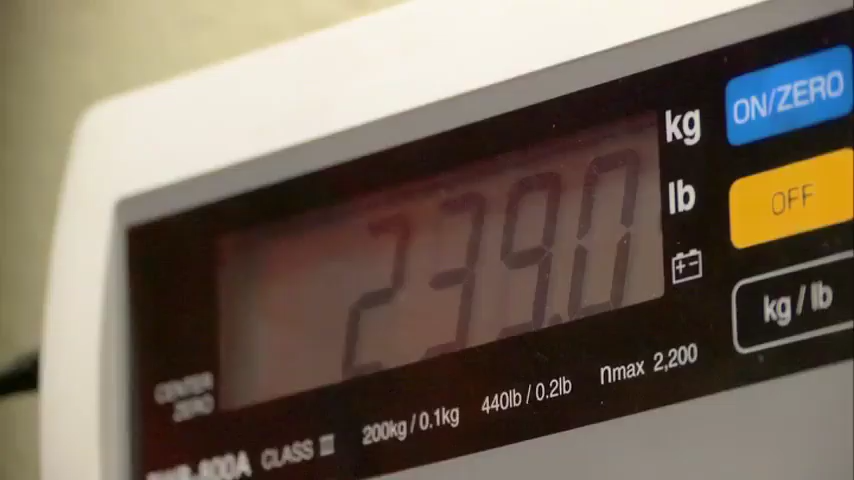 239.0
kg
lb
ON/ZERO
OFF
kg / lb
CENTER
ZERO
CLASS III
200kg / 0.1kg
440lb / 0.2lb
nmax 2,200